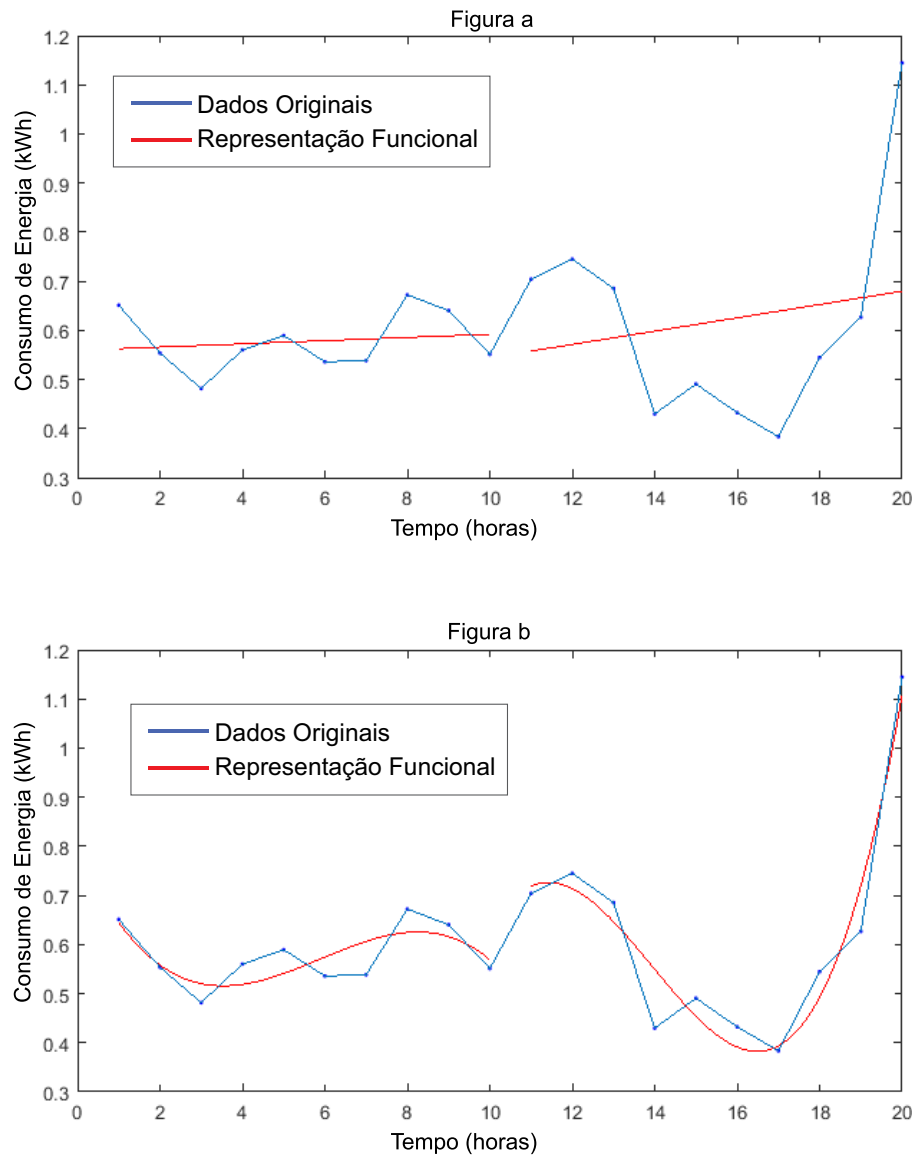 Figura a
1.2
1.1
1
0.9
0.8
0.7
0.6
0.5
0.4
0.3
Consumo de Energia (kWh)
Dados Originais
Representação Funcional
0 2 4 6 8 10 12 14 16 18 20
Tempo (horas)
Figura b
1.2
1.1
1
0.9
0.8
0.7
0.6
0.5
0.4
0.3
Consumo de Energia (kWh)
Dados Originais
Representação Funcional
0 2 4 6 8 10 12 14 16 18 20
Tempo (horas)